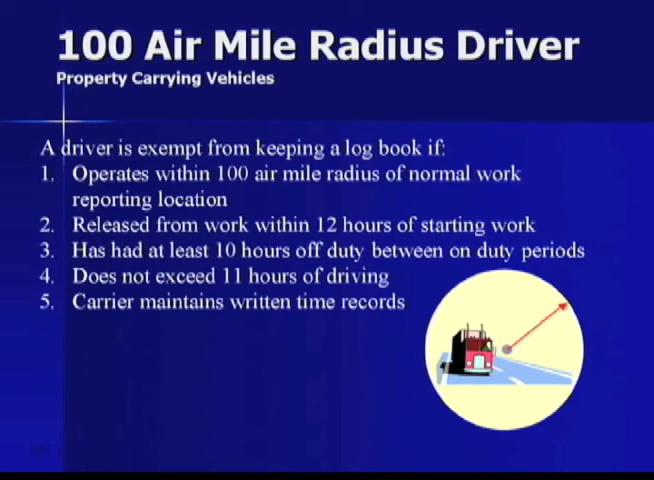 100 Air Mile Radius Driver
Property Carrying Vehicles
A driver is exempt from keeping a log book if:
1. Operates within 100 air mile radius of normal work
reporting location
2. Released from work within 12 hours of starting work
3. Has had at least 10 hours off duty between on duty periods
4. Does not exceed 11 hours of driving
5. Carrier maintains written time records